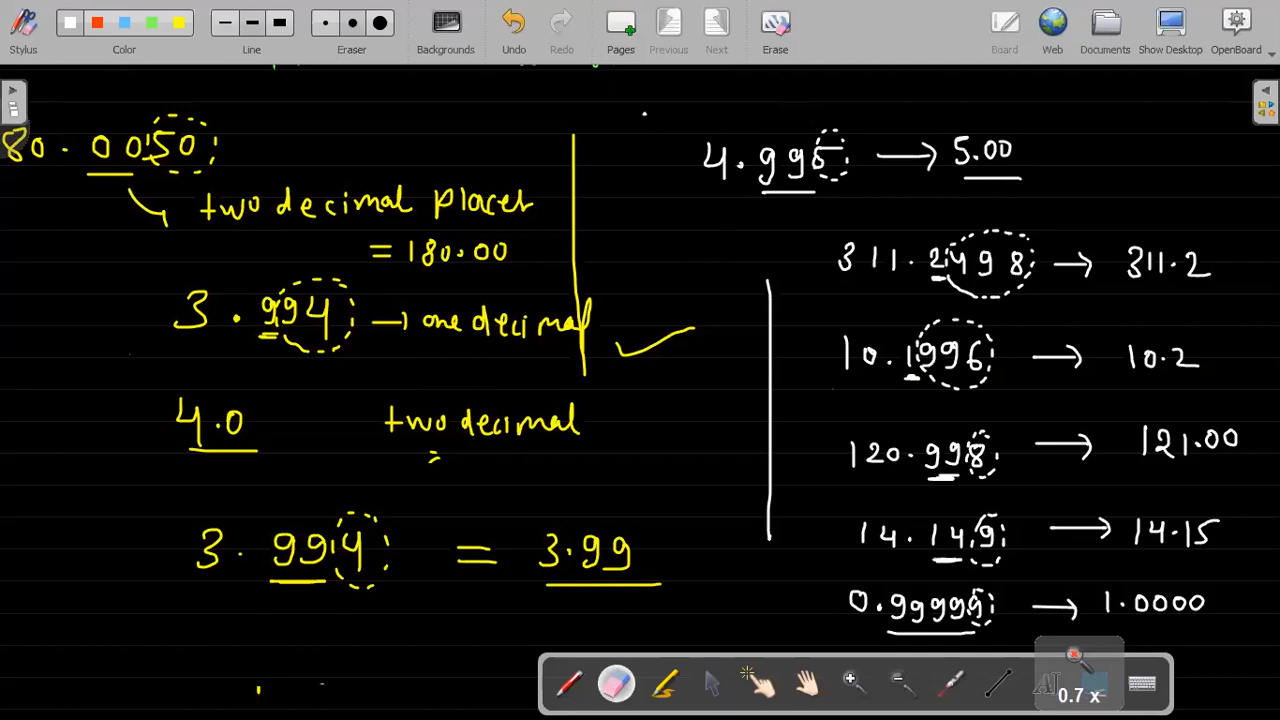 Stylus
Color
Line
Eraser
Backgrounds
Undo
Redo
Pages
Previous
Next
Erase
Board
Web
Documents
Show Desktop
OpenBoard
80.0050
two decimal places
= 180.00
3.994 → one decimal
4.0 two decimal
=
3.994 = 3.99
4.995 → 5.00
311.2498 → 311.2
10.1996 → 10.2
120.998 → 121.00
14.149 → 14.15
0.99999 → 1.0000
0.7 x